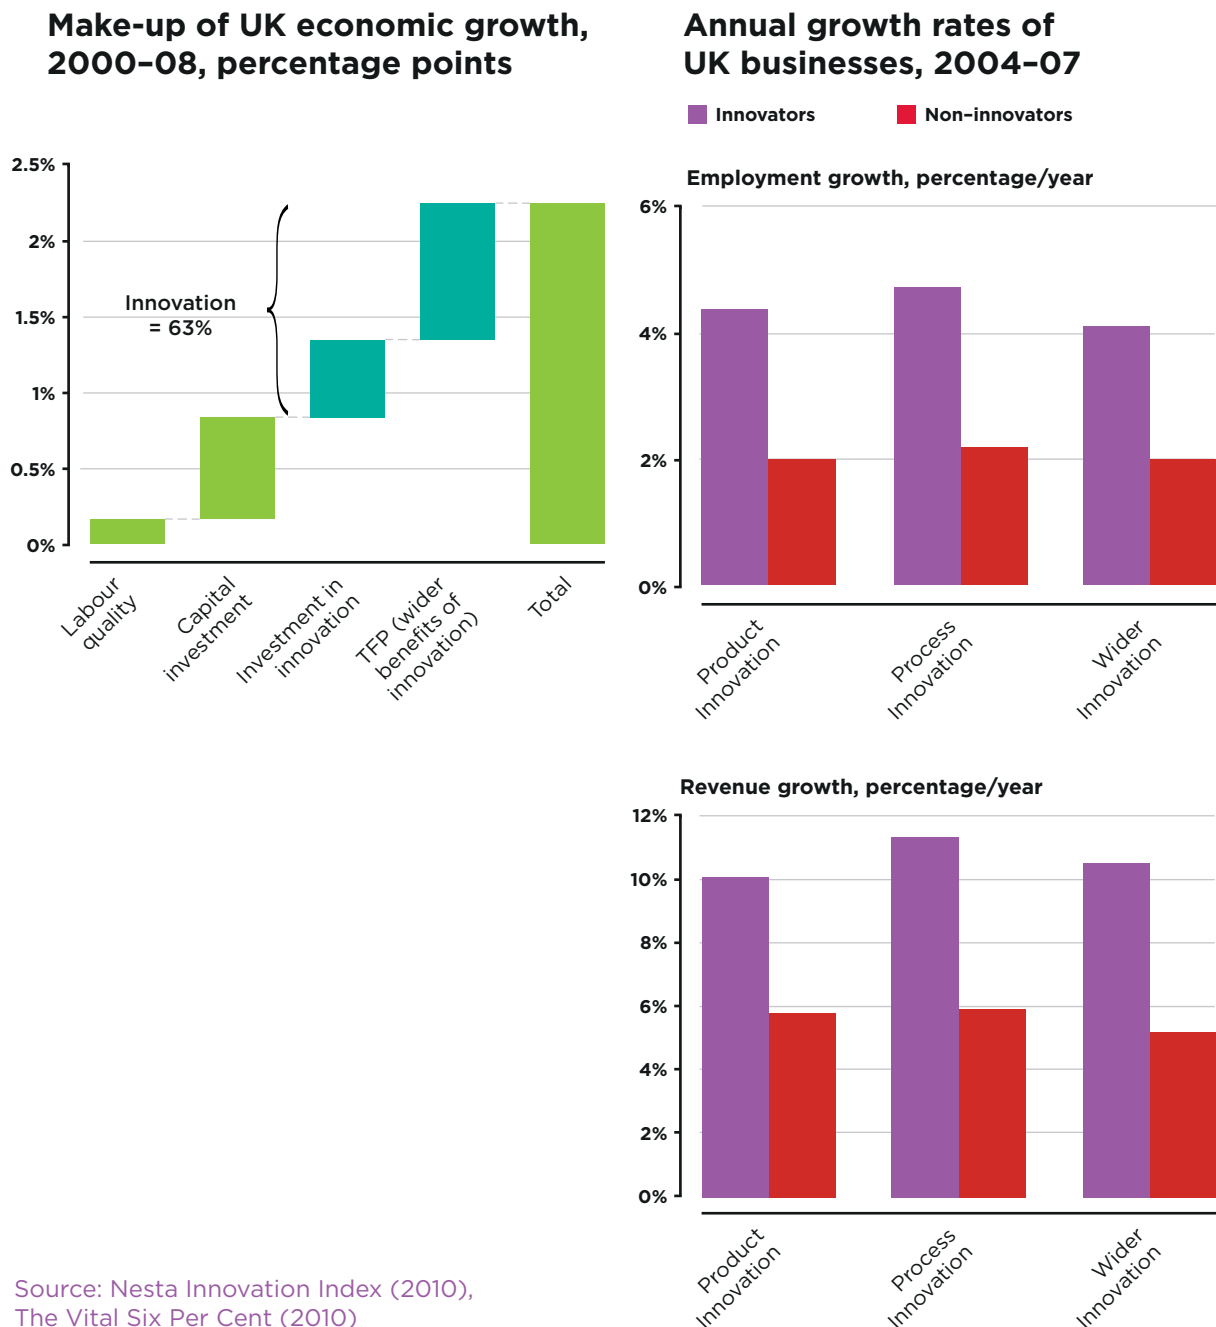 Make-up of UK economic growth,
2000–08, percentage points
2.5%
2%
1.5%
1%
0.5%
0%
Innovation
= 63%
Labour
quality
Capital
investment
Investment in
innovation
TFP (wider
benefits of
innovation)
Total
Annual growth rates of
UK businesses, 2004–07
Innovators
Non–innovators
Employment growth, percentage/year
6%
4%
2%
0%
Product
Innovation
Process
Innovation
Wider
Innovation
Revenue growth, percentage/year
12%
10%
8%
6%
4%
2%
0%
Product
Innovation
Process
Innovation
Wider
Innovation
Source: Nesta Innovation Index (2010),
The Vital Six Per Cent (2010)